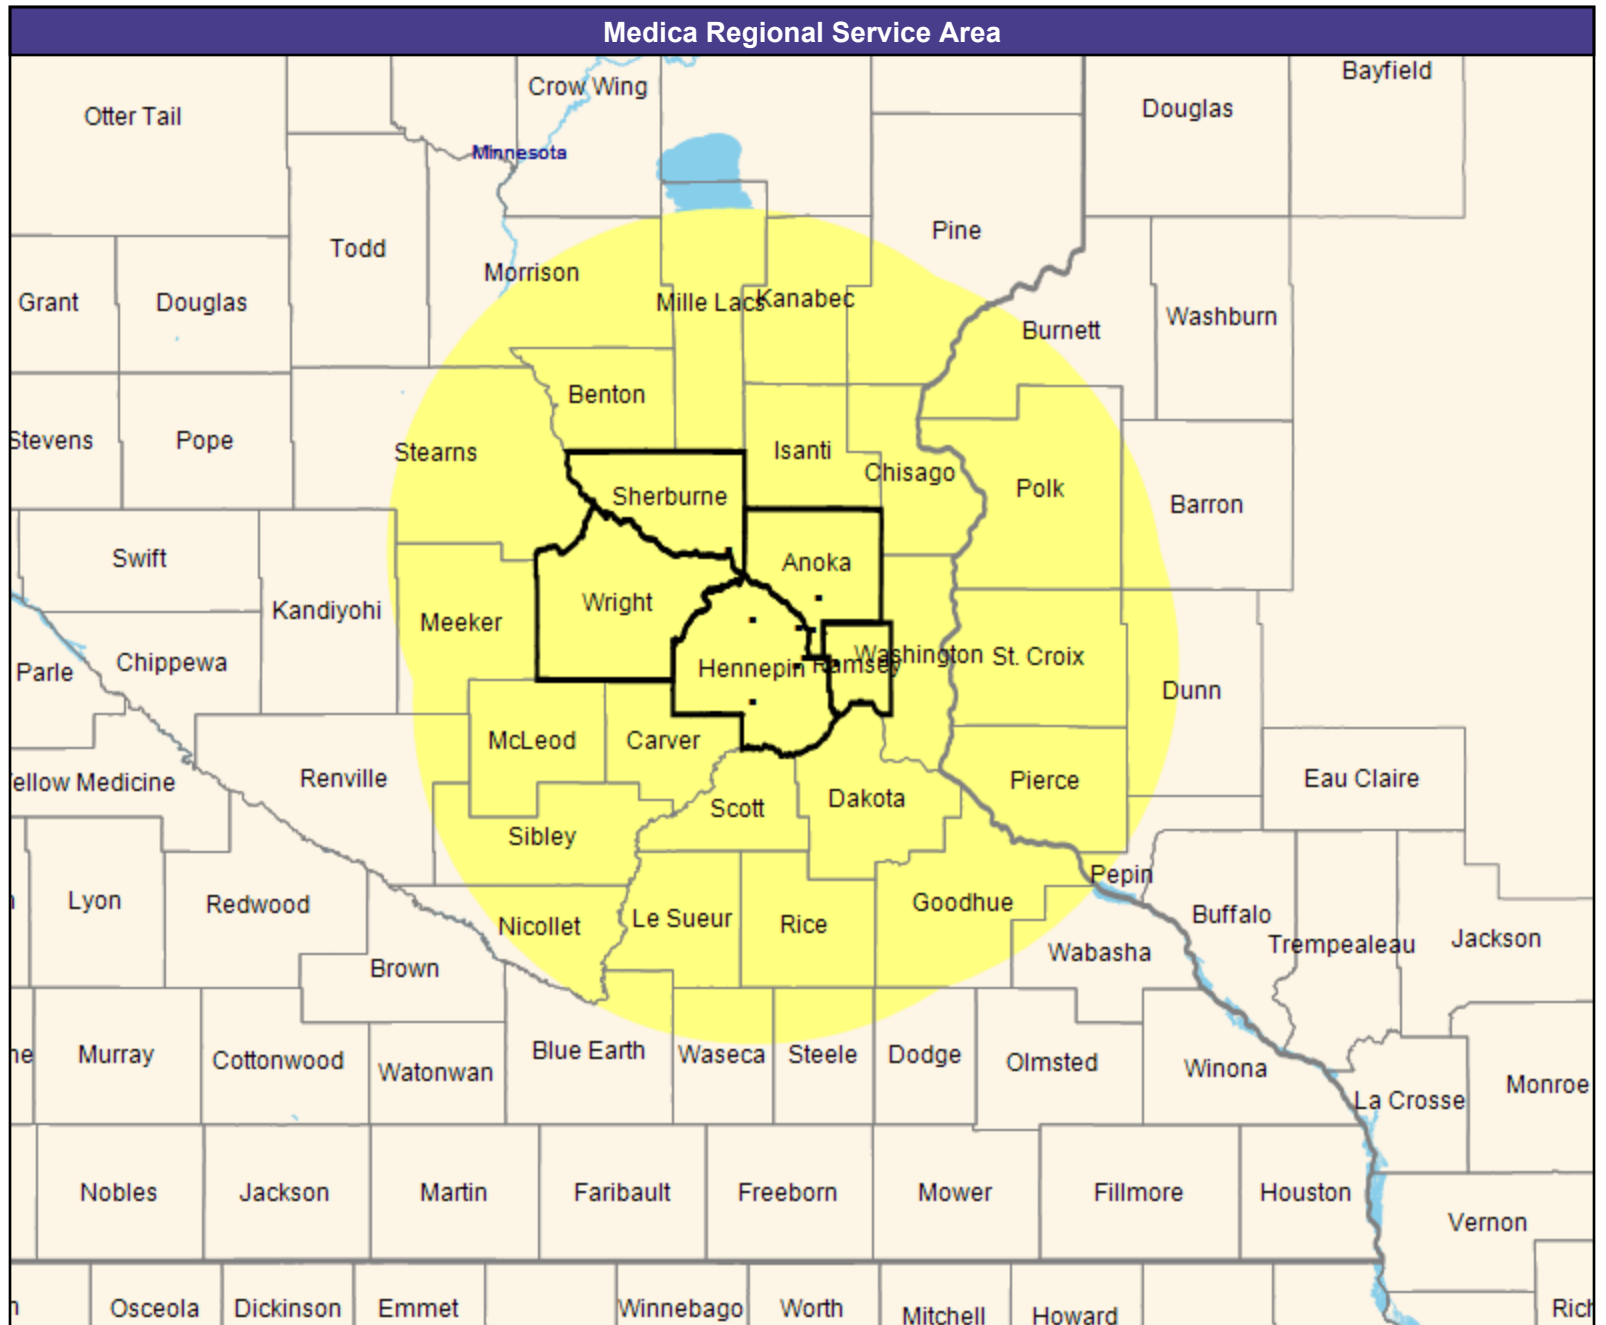 Medica Regional Service Area
Bayfield
Crow Wing
Douglas
Otter Tail
Minnesota
Pine
Todd
Morrison
Grant
Douglas
Mille Lacs
Kanabec
Washburn
Burnett
Benton
Stevens
Pope
Stearns
Isanti
Chisago
Polk
Sherburne
Barron
Swift
Anoka
Wright
Kandiyohi
Meeker
Parle
Chippewa
Hennepin
Ramsey
Washington
St. Croix
Dunn
McLeod
Carver
Renville
ellow Medicine
Pierce
Eau Claire
Scott
Dakota
Sibley
Pepin
Lyon
Redwood
Nicollet
Le Sueur
Rice
Goodhue
Buffalo
Trempealeau
Jackson
Wabasha
Brown
ne
Murray
Cottonwood
Watonwan
Blue Earth
Waseca
Steele
Dodge
Olmsted
Winona
La Crosse
Monroe
Nobles
Jackson
Martin
Faribault
Freeborn
Mower
Fillmore
Houston
Vernon
Osceola
Dickinson
Emmet
Winnebago
Worth
Mitchell
Howard
Rich